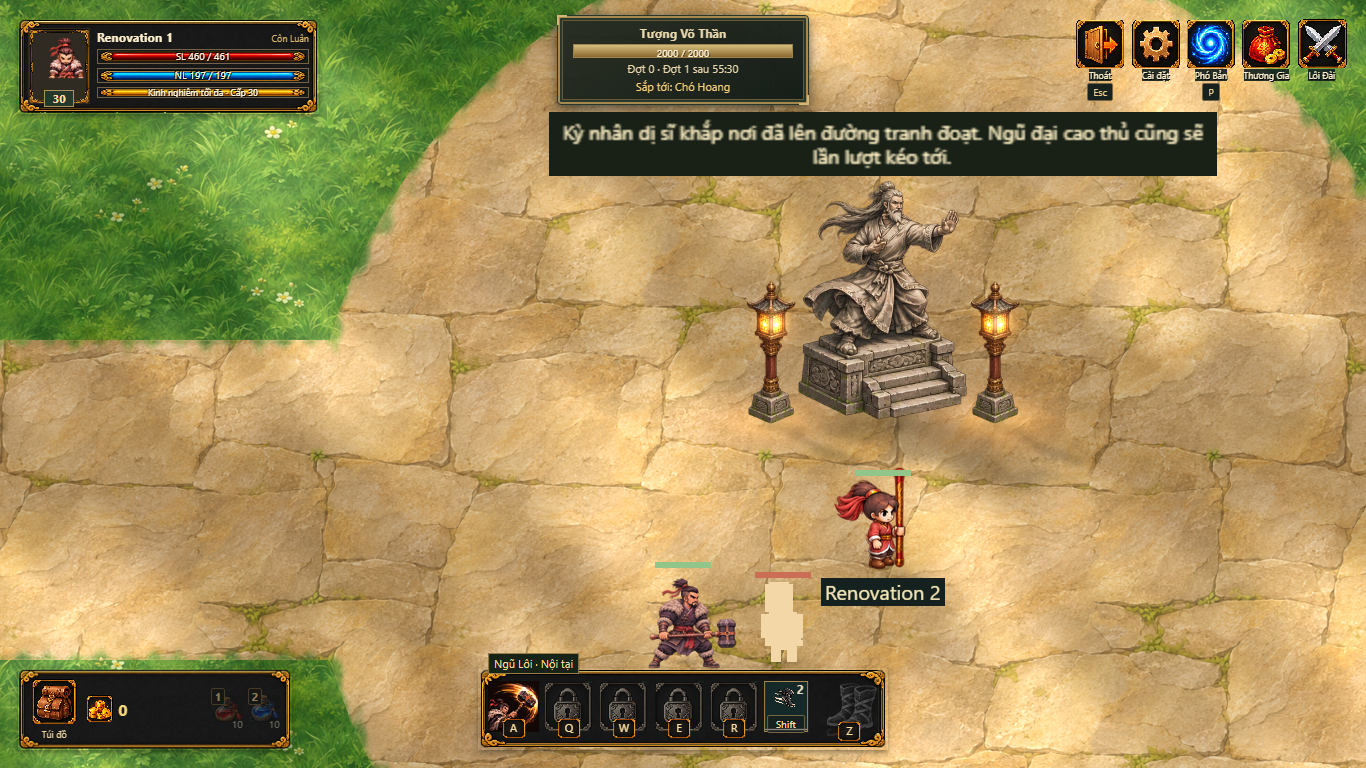 Renovation 1
Côn Luân
SL 460 / 461
NL 197 / 197
Kinh nghiệm tối đa - Cấp 30
30
Tượng Võ Thần
2000 / 2000
Đợt 0 · Đợt 1 sau 55:30
Sắp tới: Chó Hoang
Thoát
Cài đặt
Phó Bản
Thương Gia
Lôi Đài
Esc
P
Kỳ nhân dị sĩ khắp nơi đã lên đường tranh đoạt. Ngũ đại cao thủ cũng sẽ
lần lượt kéo tới.
Renovation 2
Ngũ Lôi · Nội tại
Túi đồ
0
1
10
2
10
A
Q
W
E
R
2
Shift
Z